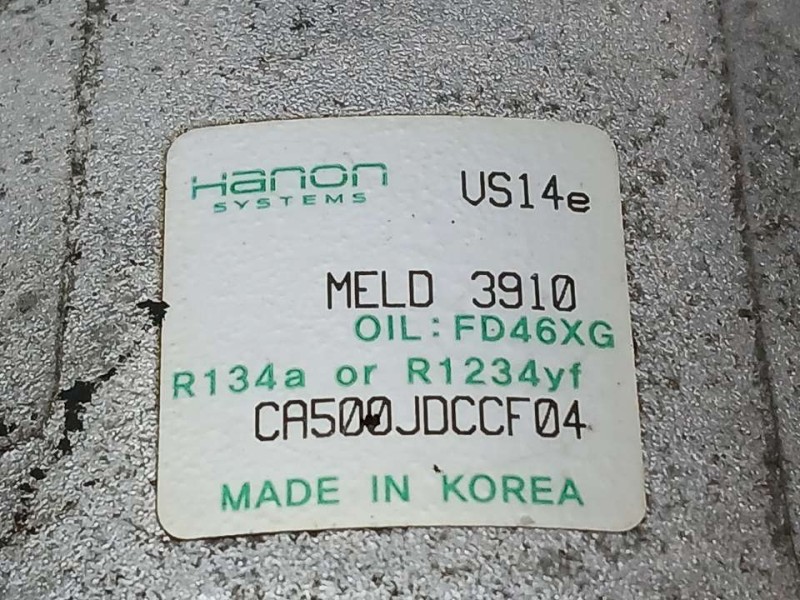 Hanon VS14e
SYSTEMS
MELD 3910
OIL: FD46XG
R134a or R1234yf
CA500JDCCF04
MADE IN KOREA